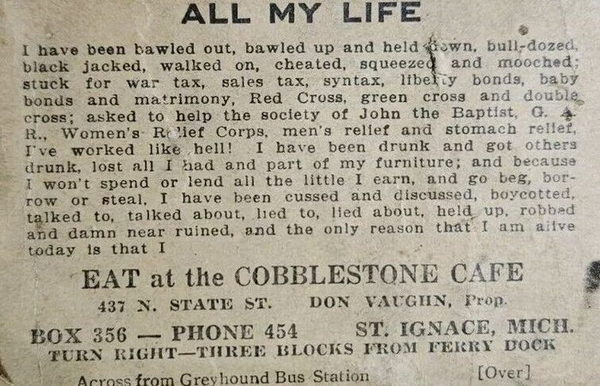 ALL MY LIFE
I have been bawled out, bawled up and held down, bull-dozed,
black jacked, walked on, cheated, squeezed and mooched;
stuck for war tax, sales tax, syntax, liberty bonds, baby
bonds and matrimony, Red Cross, green cross and double
cross; asked to help the society of John the Baptist, G. A.
R., Women's Relief Corps, men's relief and stomach relief,
I've worked like hell! I have been drunk and got others
drunk, lost all I had and part of my furniture; and because
I won't spend or lend all the little I earn, and go beg, bor-
row or steal, I have been cussed and discussed, boycotted,
talked to, talked about, lied to, lied about, held up, robbed
and damn near ruined, and the only reason that I am alive
today is that I
EAT at the COBBLESTONE CAFE
437 N. STATE ST. DON VAUGHN, Prop.
BOX 356 — PHONE 454 ST. IGNACE, MICH.
TURN RIGHT—THREE BLOCKS FROM FERRY DOCK
Across from Greyhound Bus Station [Over]